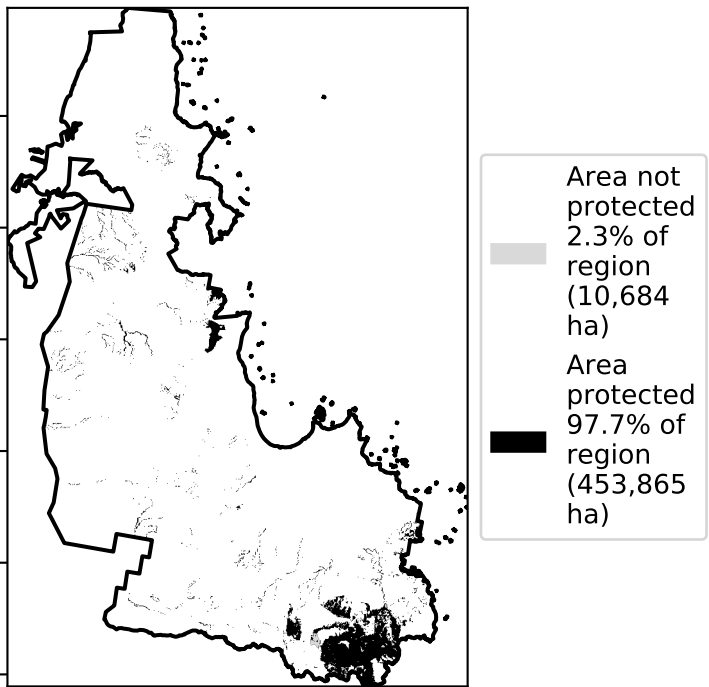 Area not
protected
2.3% of
region
(10,684
ha)
Area
protected
97.7% of
region
(453,865
ha)